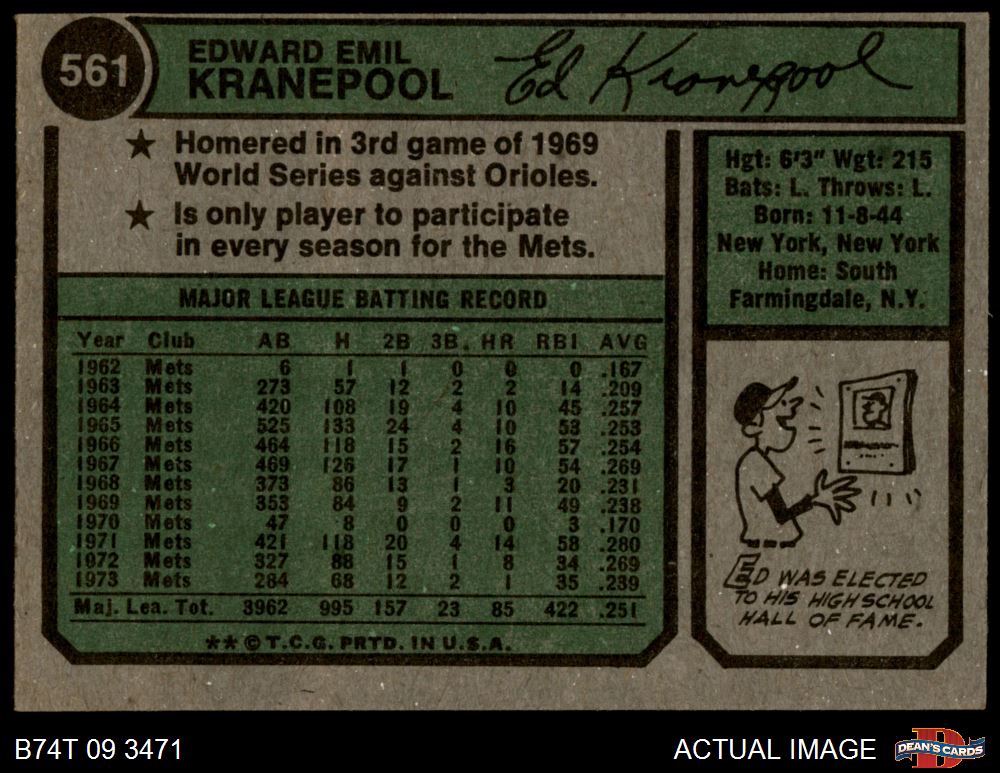 561
EDWARD EMIL
KRANEPOOL
Ed Kranepool
★ Homered in 3rd game of 1969
World Series against Orioles.
★ Is only player to participate
in every season for the Mets.
Hgt: 6'3" Wgt: 215
Bats: L. Throws: L.
Born: 11-8-44
New York, New York
Home: South
Farmingdale, N.Y.
MAJOR LEAGUE BATTING RECORD
Year Club AB H 2B 3B. HR RBI AVG
1962 Mets 6 1 1 0 0 0 .167
1963 Mets 273 57 12 2 2 14 .209
1964 Mets 420 108 19 4 10 45 .257
1965 Mets 525 133 24 4 10 53 .253
1966 Mets 464 118 15 2 16 57 .254
1967 Mets 469 126 17 1 10 54 .269
1968 Mets 373 86 13 1 3 20 .231
1969 Mets 353 84 9 2 11 49 .238
1970 Mets 47 8 0 0 0 3 .170
1971 Mets 421 118 20 4 14 58 .280
1972 Mets 327 88 15 1 8 34 .269
1973 Mets 284 68 12 2 1 35 .239
Maj. Lea. Tot. 3962 995 157 23 85 422 .251
** © T.C.G. PRTD. IN U.S.A.
ED WAS ELECTED
TO HIS HIGH SCHOOL
HALL OF FAME.
B74T 09 3471
ACTUAL IMAGE
DEAN'S CARDS